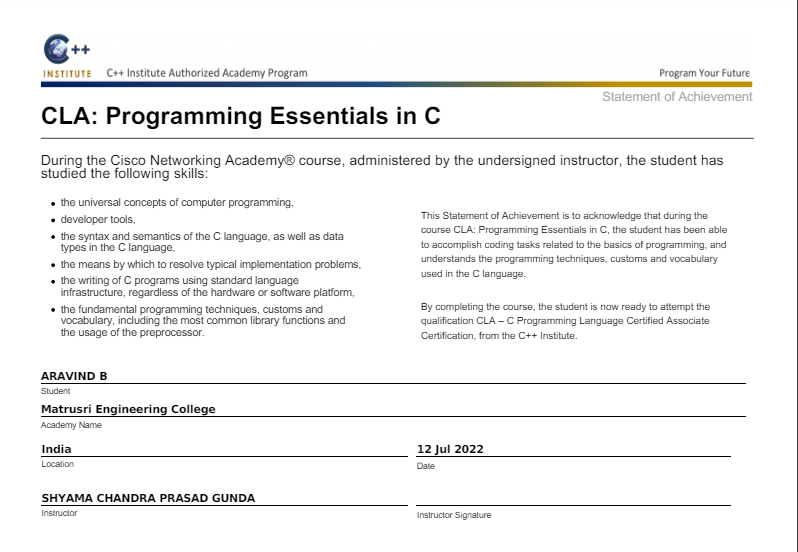 C++
INSTITUTE
C++ Institute Authorized Academy Program
Program Your Future
Statement of Achievement
CLA: Programming Essentials in C
During the Cisco Networking Academy® course, administered by the undersigned instructor, the student has
studied the following skills:
• the universal concepts of computer programming,
• developer tools,
• the syntax and semantics of the C language, as well as data
types in the C language,
• the means by which to resolve typical implementation problems,
• the writing of C programs using standard language
infrastructure, regardless of the hardware or software platform,
• the fundamental programming techniques, customs and
vocabulary, including the most common library functions and
the usage of the preprocessor.
This Statement of Achievement is to acknowledge that during the
course CLA: Programming Essentials in C, the student has been able
to accomplish coding tasks related to the basics of programming, and
understands the programming techniques, customs and vocabulary
used in the C language.
By completing the course, the student is now ready to attempt the
qualification CLA – C Programming Language Certified Associate
Certification, from the C++ Institute.
ARAVIND B
Student
Matrusri Engineering College
Academy Name
India
Location
12 Jul 2022
Date
SHYAMA CHANDRA PRASAD GUNDA
Instructor
Instructor Signature